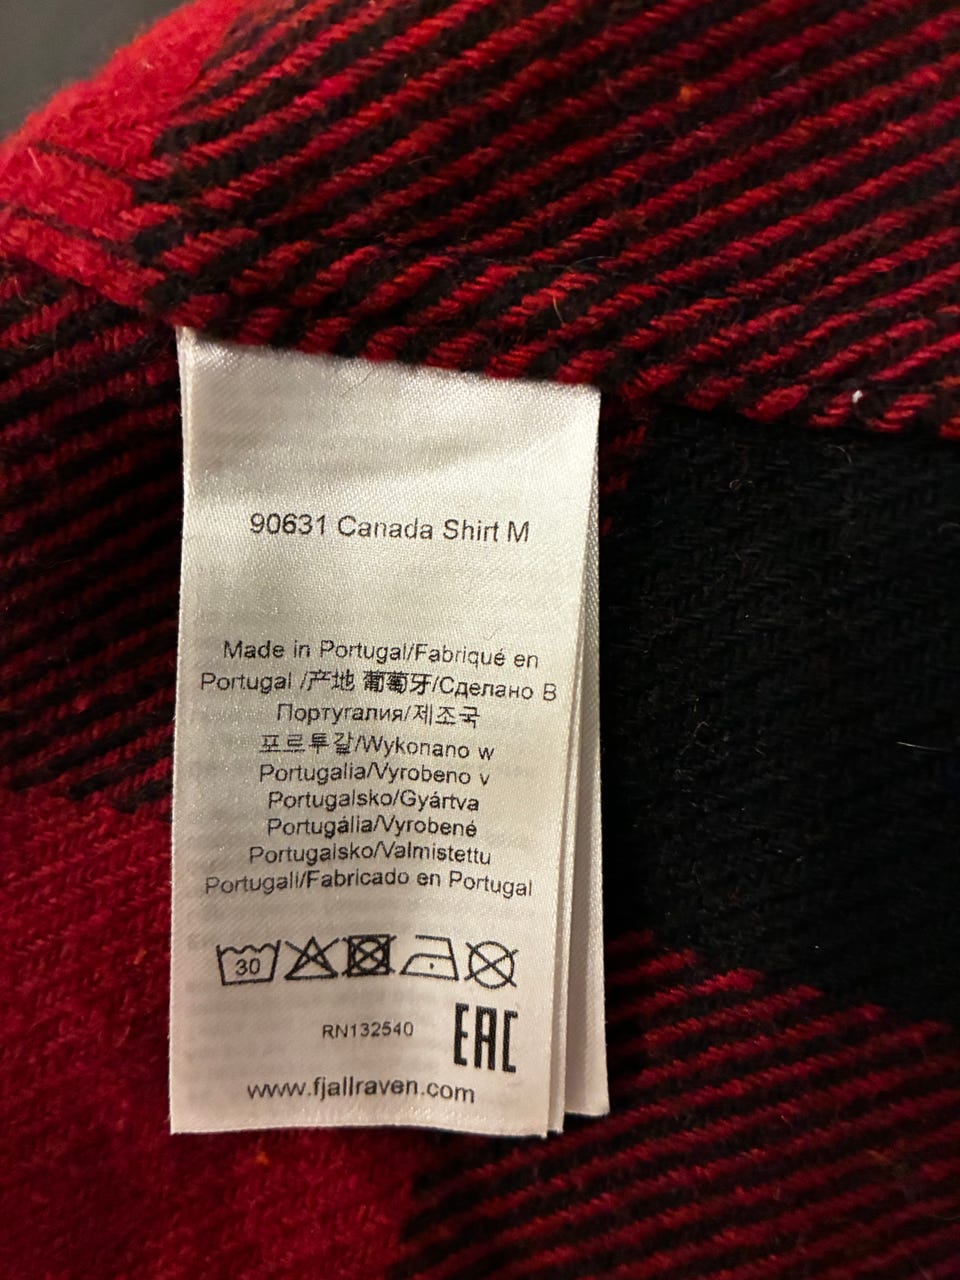 90631 Canada Shirt M
Made in Portugal/Fabriqué en
Portugal /产地 葡萄牙/Сделано В
Португалия/제조국
포르투갈/Wykonano w
Portugalia/Vyrobeno v
Portugalsko/Gyártva
Portugália/Vyrobené
Portugalsko/Valmistettu
Portugali/Fabricado en Portugal
30
RN132540
EAC
www.fjallraven.com